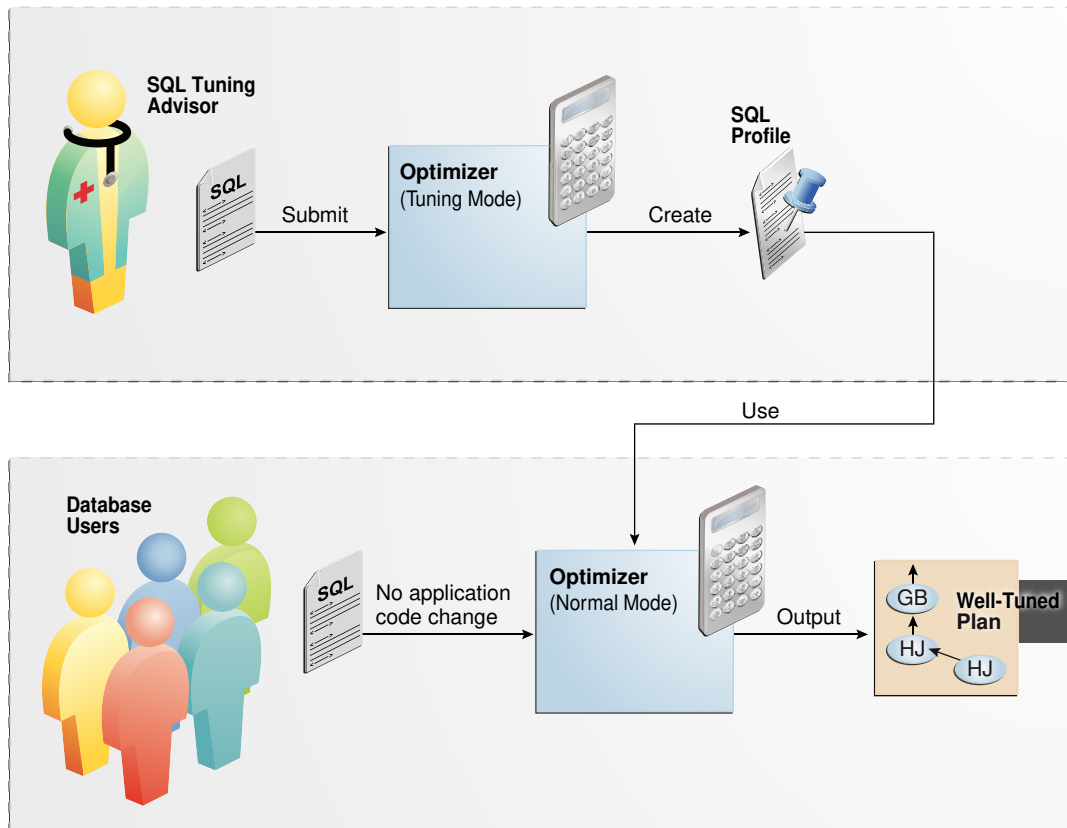 SQL Tuning
Advisor
SQL
Submit
Optimizer
(Tuning Mode)
Create
SQL
Profile
Use
Database
Users
SQL
No application
code change
Optimizer
(Normal Mode)
Output
GB
HJ
HJ
Well-Tuned
Plan